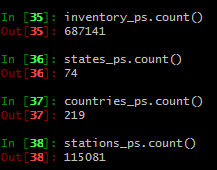 In [35]: inventory_ps.count()
Out[35]: 687141
In [36]: states_ps.count()
Out[36]: 74
In [37]: countries_ps.count()
Out[37]: 219
In [38]: stations_ps.count()
Out[38]: 115081